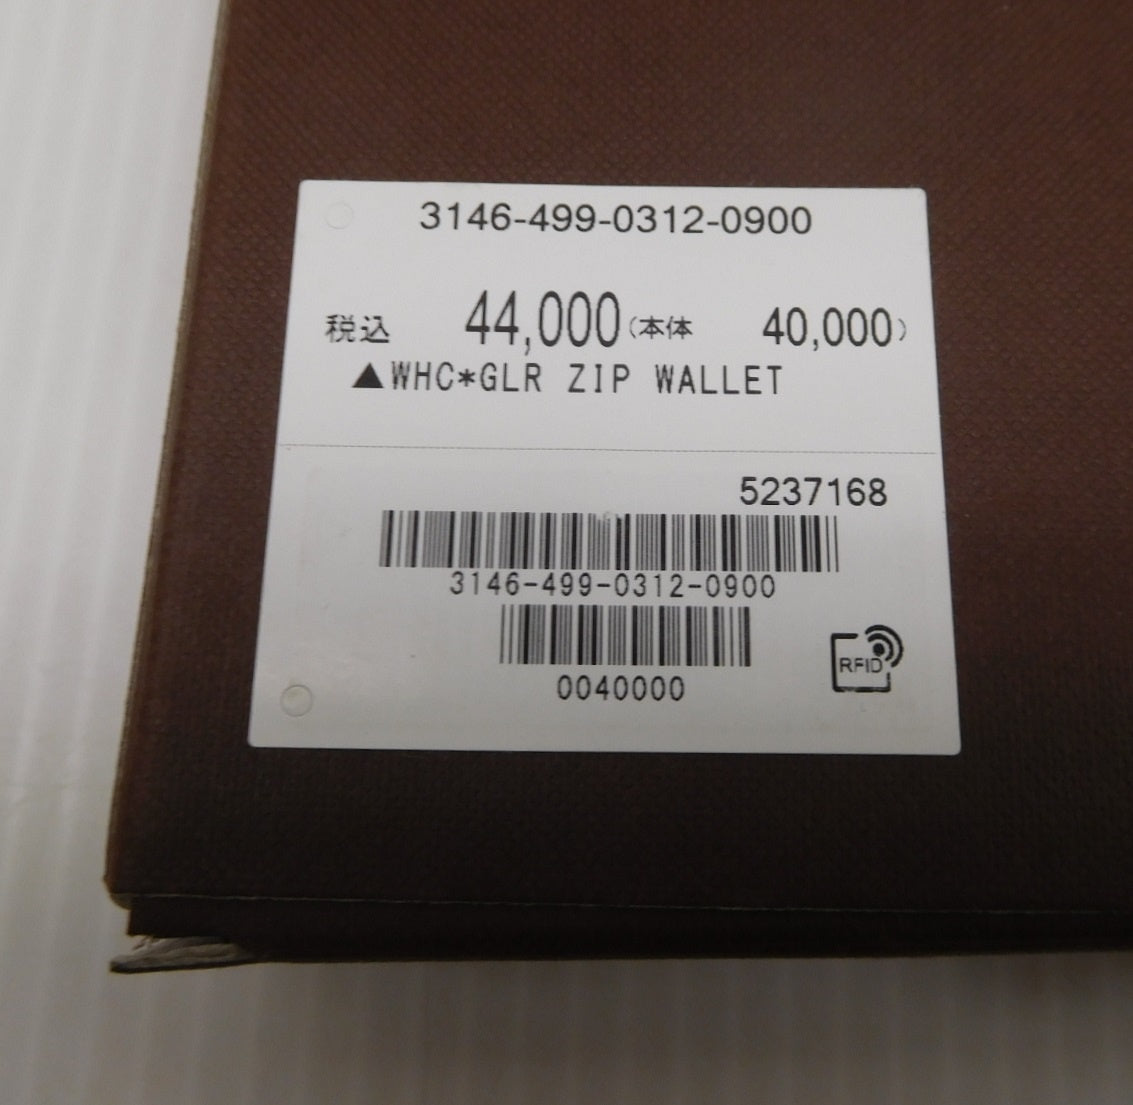 3146-499-0312-0900
税込 44,000(本体 40,000)
▲WHC*GLR ZIP WALLET
5237168
3146-499-0312-0900
0040000
RFID